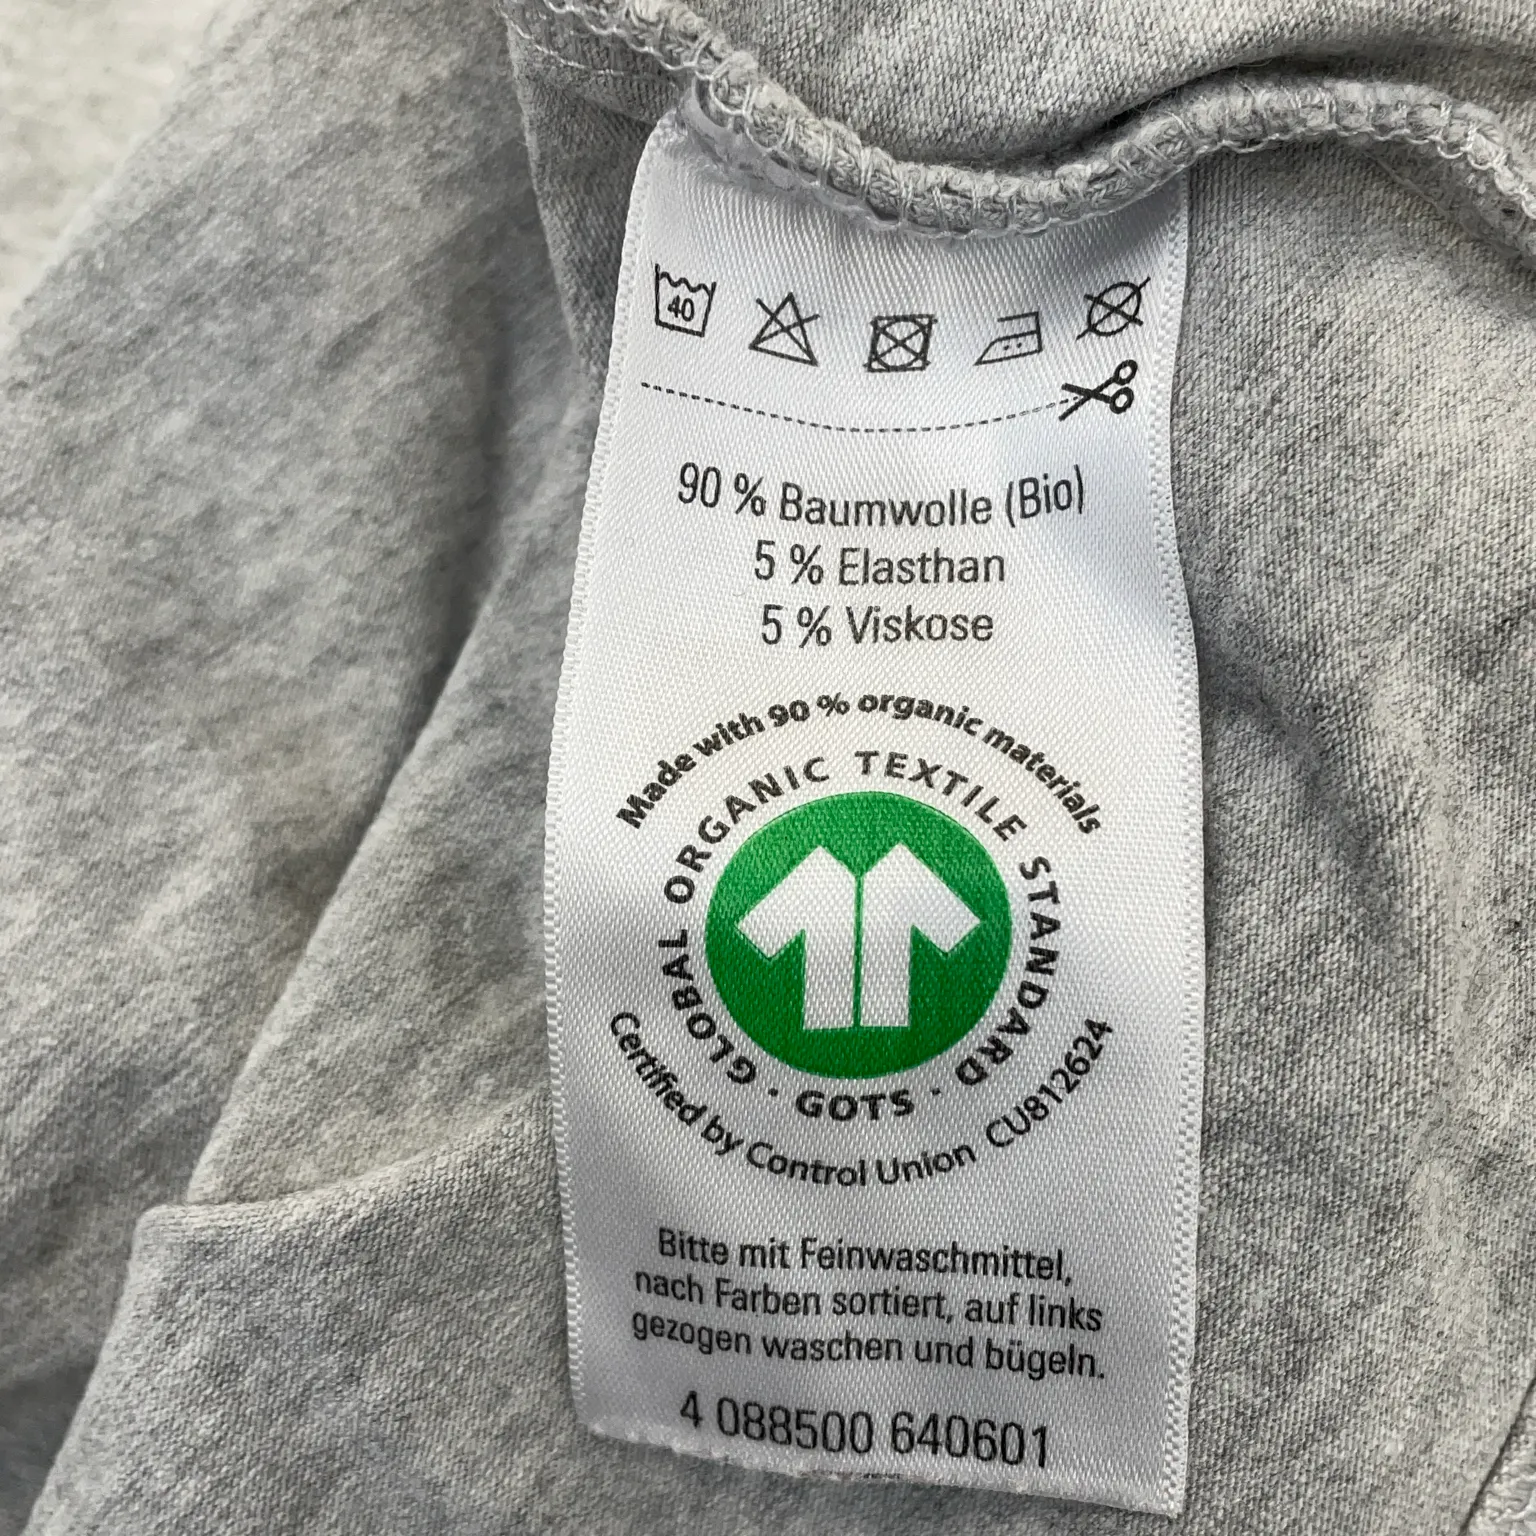 40
90 % Baumwolle (Bio)
5 % Elasthan
5 % Viskose
Made with 90 % organic materials
GLOBAL ORGANIC TEXTILE STANDARD · GOTS ·
Certified by Control Union CU812624
Bitte mit Feinwaschmittel,
nach Farben sortiert, auf links
gezogen waschen und bügeln.
4 088500 640601